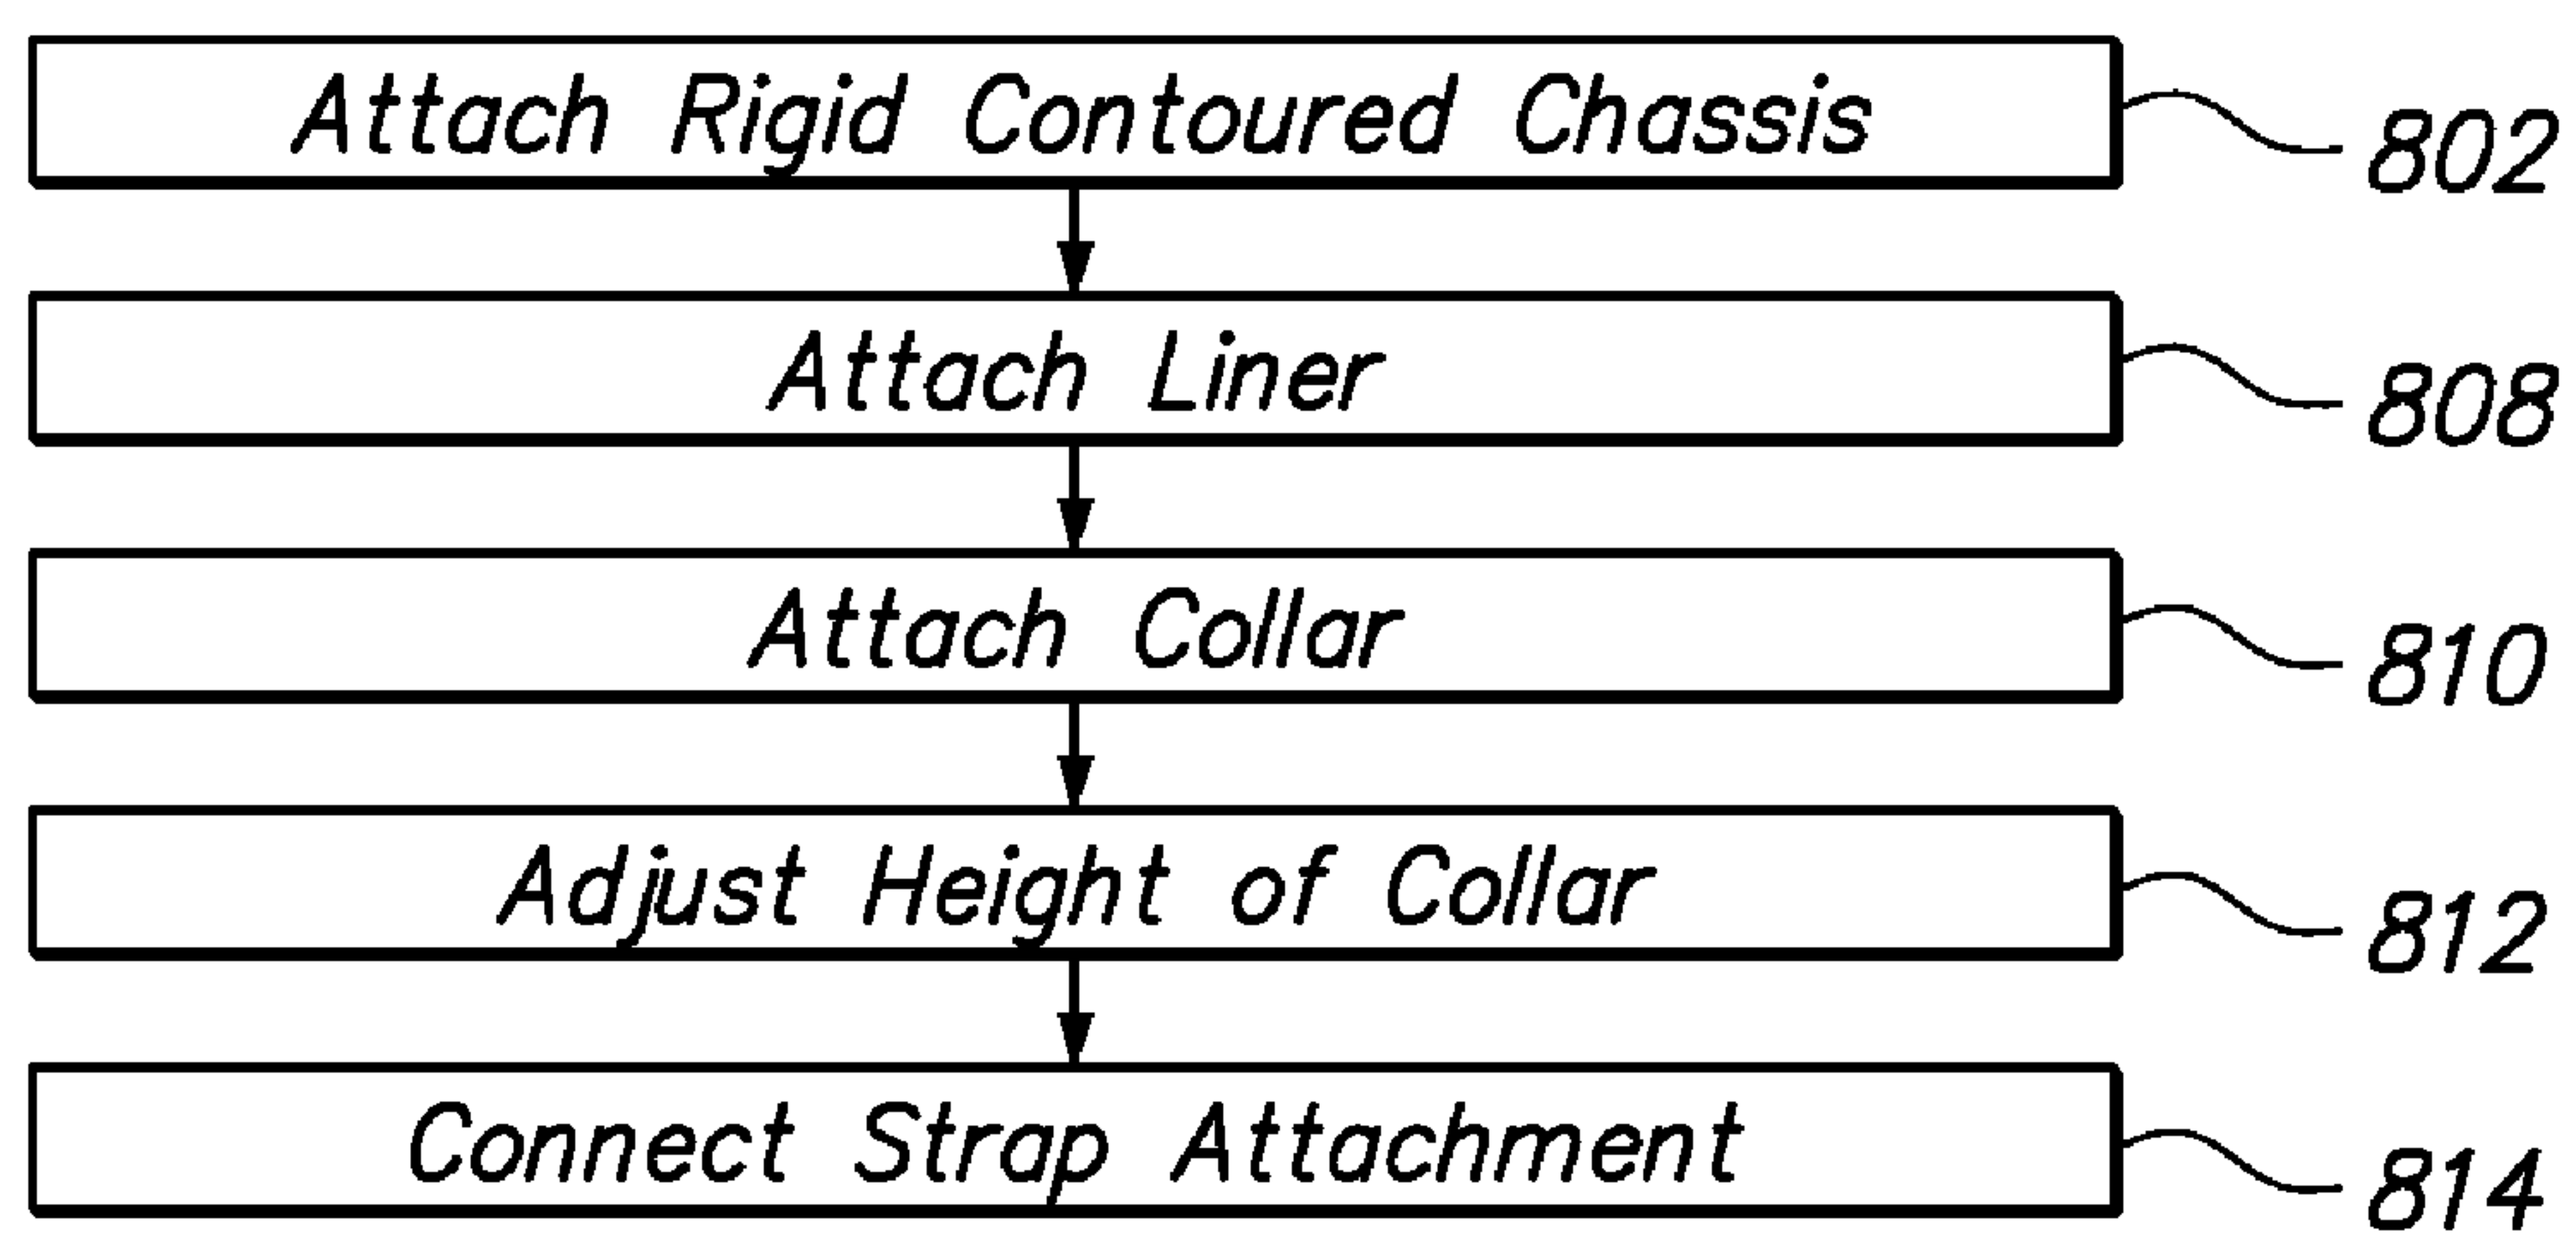 Attach Rigid Contoured Chassis 802
Attach Liner 808
Attach Collar 810
Adjust Height of Collar 812
Connect Strap Attachment 814